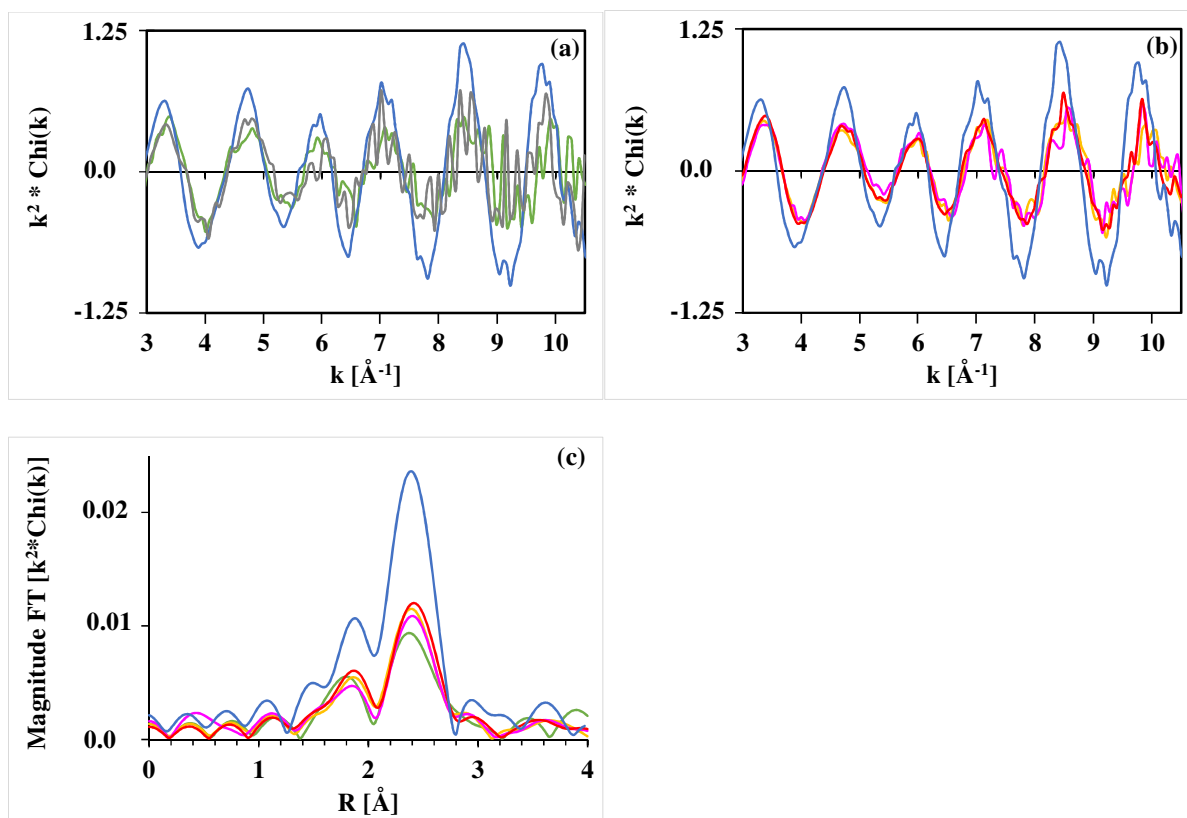 (a)
1.25
0.0
-1.25
k² * Chi(k)
3 4 5 6 7 8 9 10
k [Å⁻¹]
(b)
1.25
0.0
-1.25
k² * Chi(k)
3 4 5 6 7 8 9 10
k [Å⁻¹]
(c)
0.02
0.01
0.0
Magnitude FT [k²*Chi(k)]
0 1 2 3 4
R [Å]